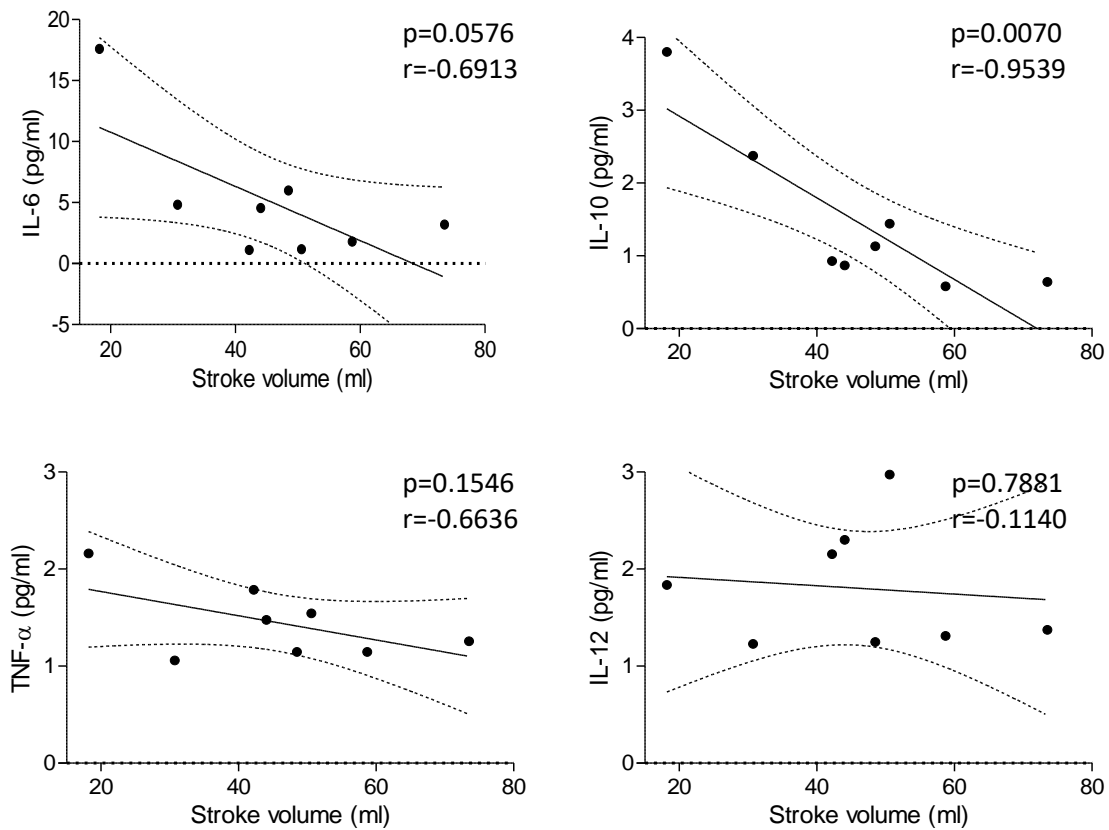 p=0.0576
r=-0.6913
20
15
10
5
0
-5
IL-6 (pg/ml)
20 40 60 80
Stroke volume (ml)
p=0.0070
r=-0.9539
4
3
2
1
0
IL-10 (pg/ml)
20 40 60 80
Stroke volume (ml)
p=0.1546
r=-0.6636
3
2
1
0
TNF-α (pg/ml)
20 40 60 80
Stroke volume (ml)
p=0.7881
r=-0.1140
3
2
1
0
IL-12 (pg/ml)
20 40 60 80
Stroke volume (ml)